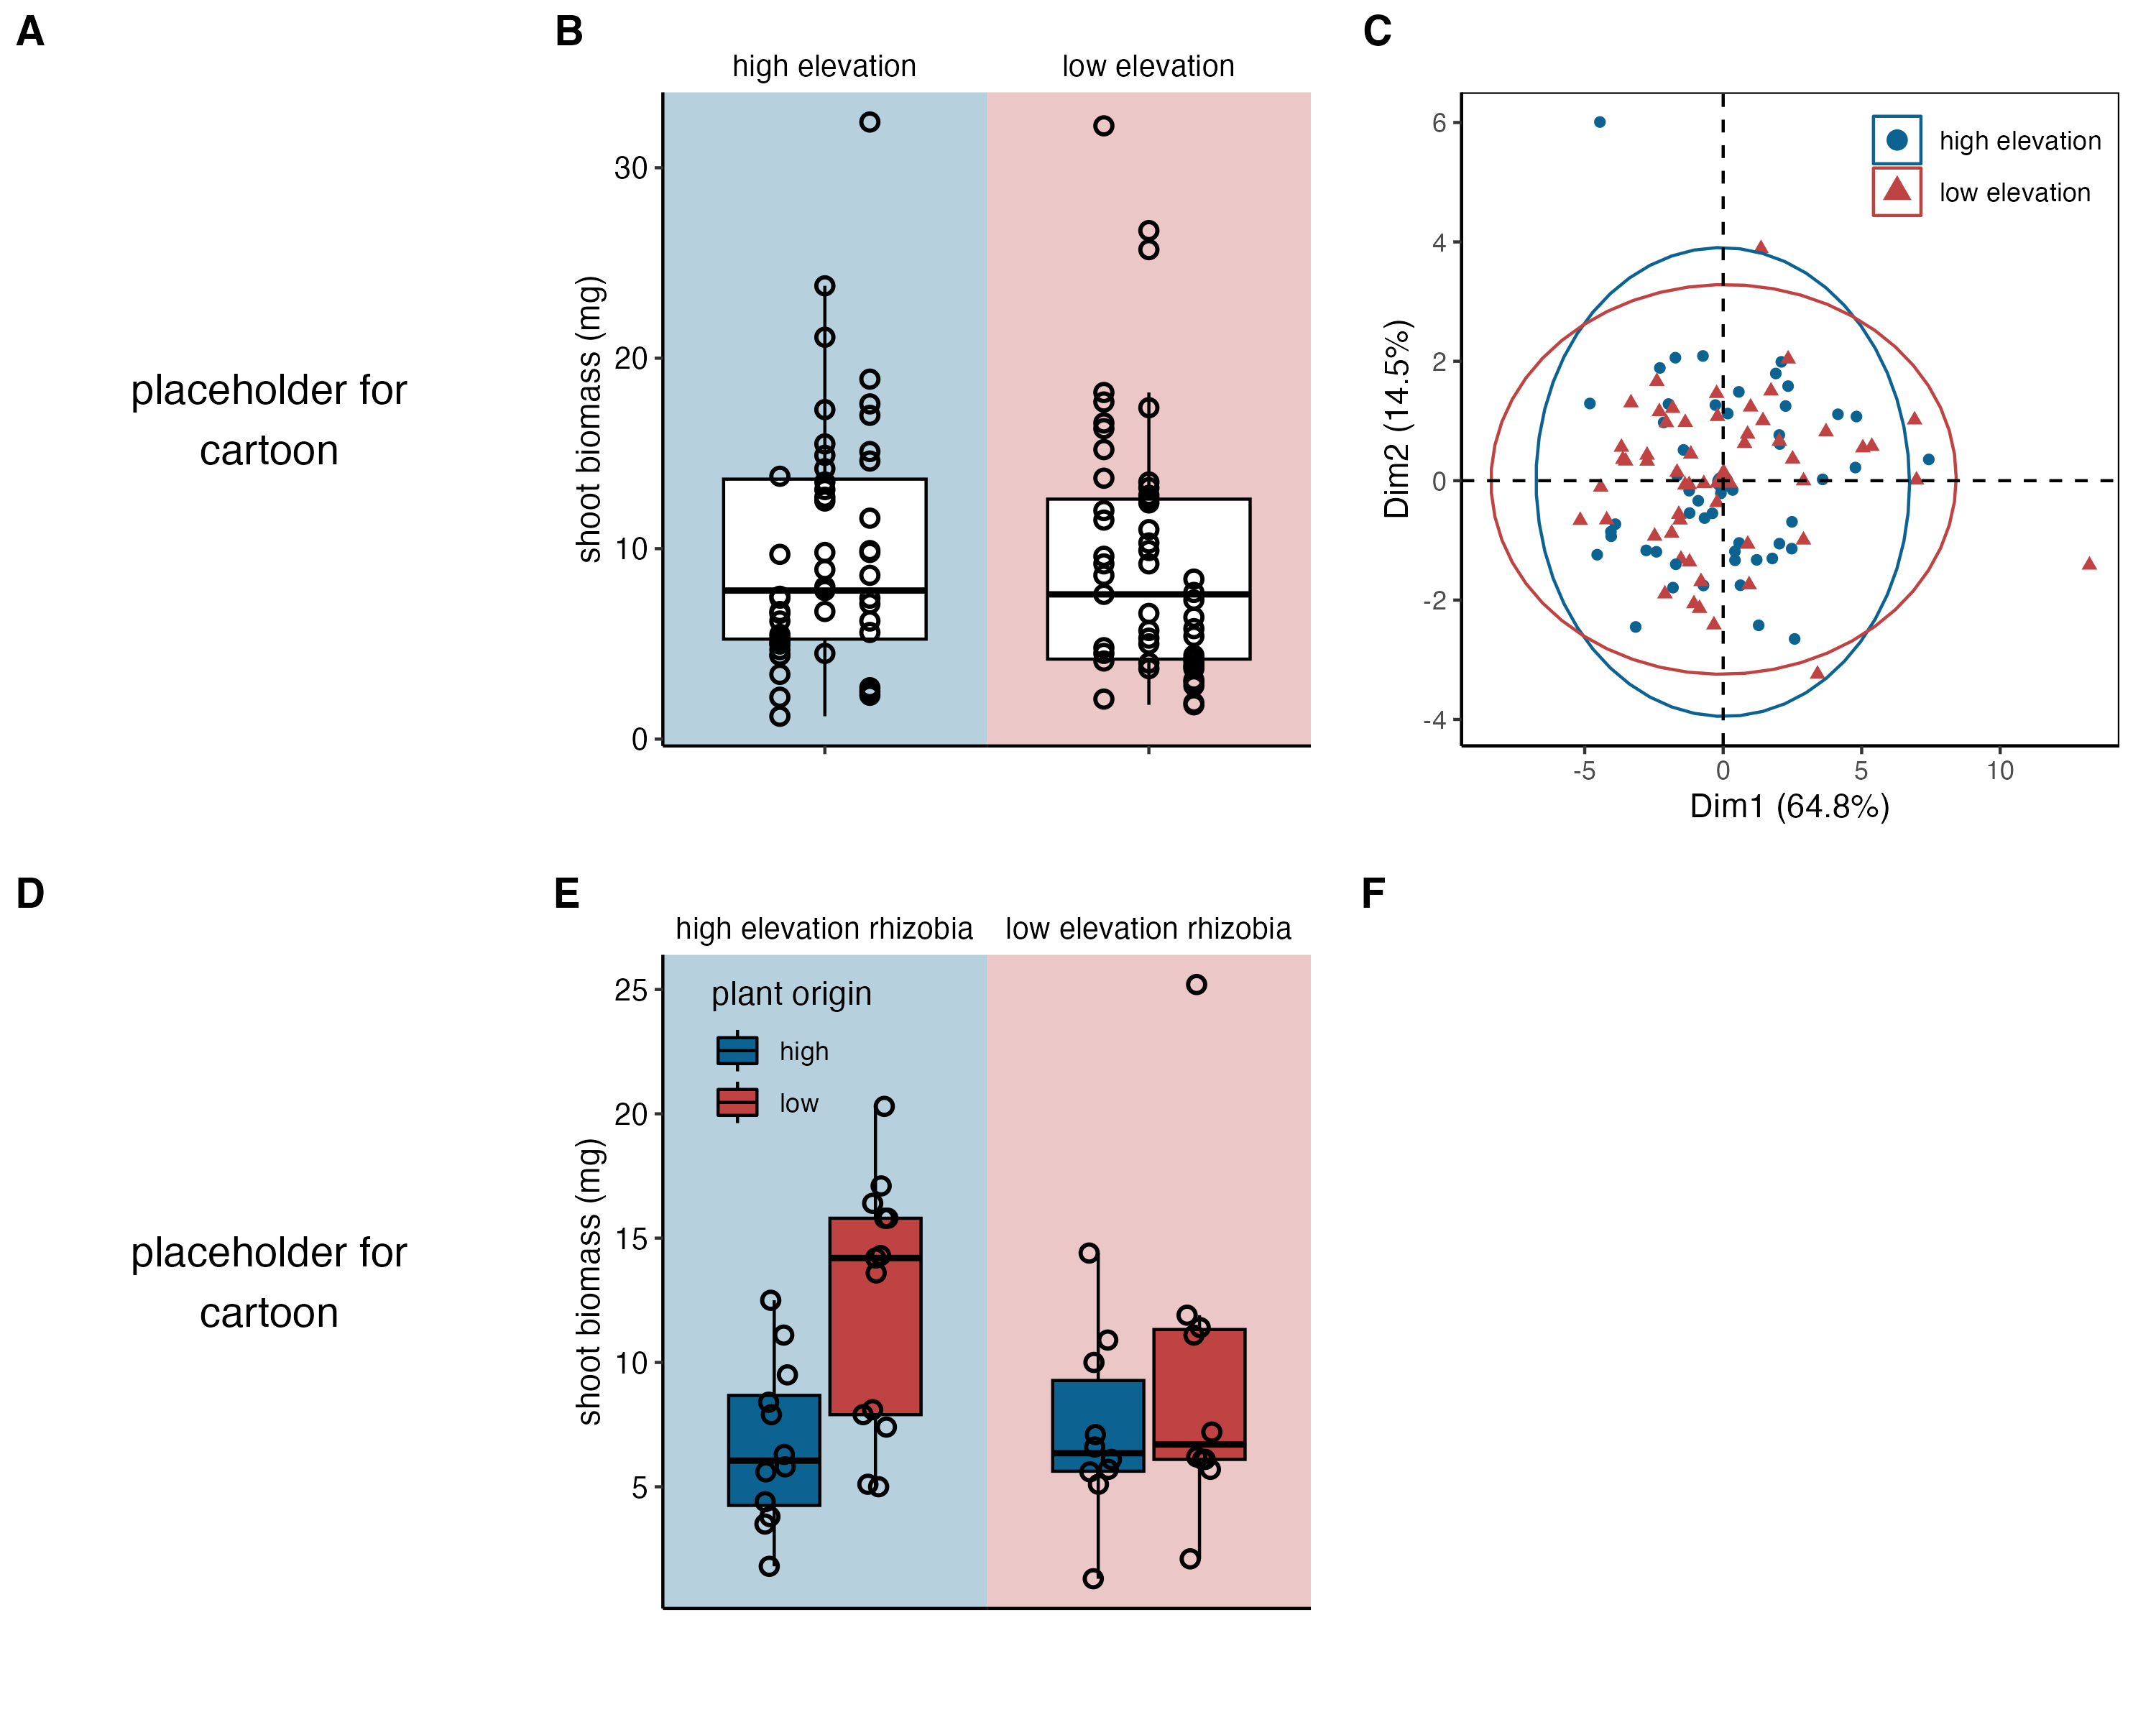 A
placeholder for
cartoon
B
high elevation
low elevation
shoot biomass (mg)
30
20
10
0
C
6
4
2
0
-2
-4
Dim2 (14.5%)
high elevation
low elevation
-5
0
5
10
Dim1 (64.8%)
D
placeholder for
cartoon
E
high elevation rhizobia
low elevation rhizobia
shoot biomass (mg)
25
20
15
10
5
plant origin
high
low
F